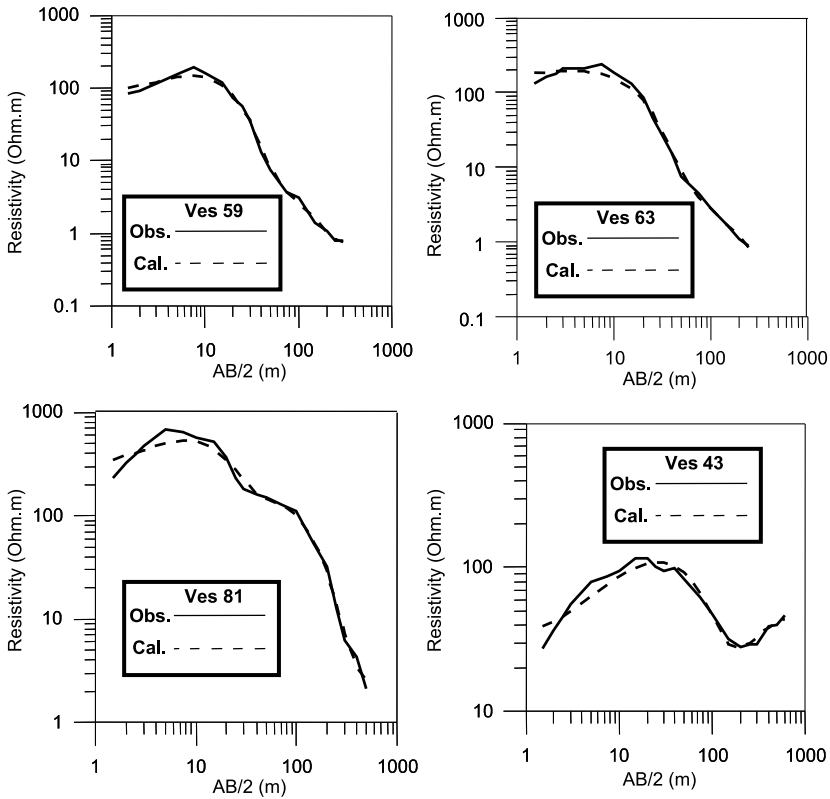 1000
100
10
1
0.1
Resistivity (Ohm.m)
Ves 59
Obs.
Cal.
1 10 100 1000
AB/2 (m)
1000
100
10
1
0.1
Resistivity (Ohm.m)
Ves 63
Obs.
Cal.
1 10 100 1000
AB/2 (m)
1000
100
10
1
Resistivity (Ohm.m)
Ves 81
Obs.
Cal.
1 10 100 1000
AB/2 (m)
1000
100
10
Resistivity (Ohm.m)
Ves 43
Obs.
Cal.
1 10 100 1000
AB/2 (m)